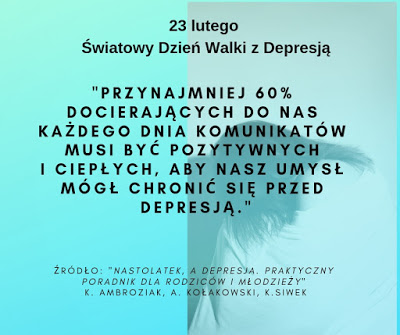 23 lutego
Światowy Dzień Walki z Depresją
"PRZYNAJMNIEJ 60%
DOCIERAJĄCYCH DO NAS
KAŻDEGO DNIA KOMUNIKATÓW
MUSI BYĆ POZYTYWNYCH
I CIEPŁYCH, ABY NASZ UMYSŁ
MÓGŁ CHRONIĆ SIĘ PRZED
DEPRESJĄ."
ŹRÓDŁO: "NASTOLATEK, A DEPRESJA. PRAKTYCZNY
PORADNIK DLA RODZICÓW I MŁODZIEŻY"
K. AMBROZIAK, A. KOŁAKOWSKI, K.SIWEK